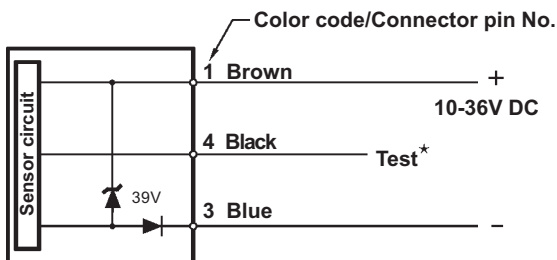 Color code/Connector pin No.
1 Brown
+
10-36V DC
4 Black
Test*
Sensor circuit
39V
3 Blue
-